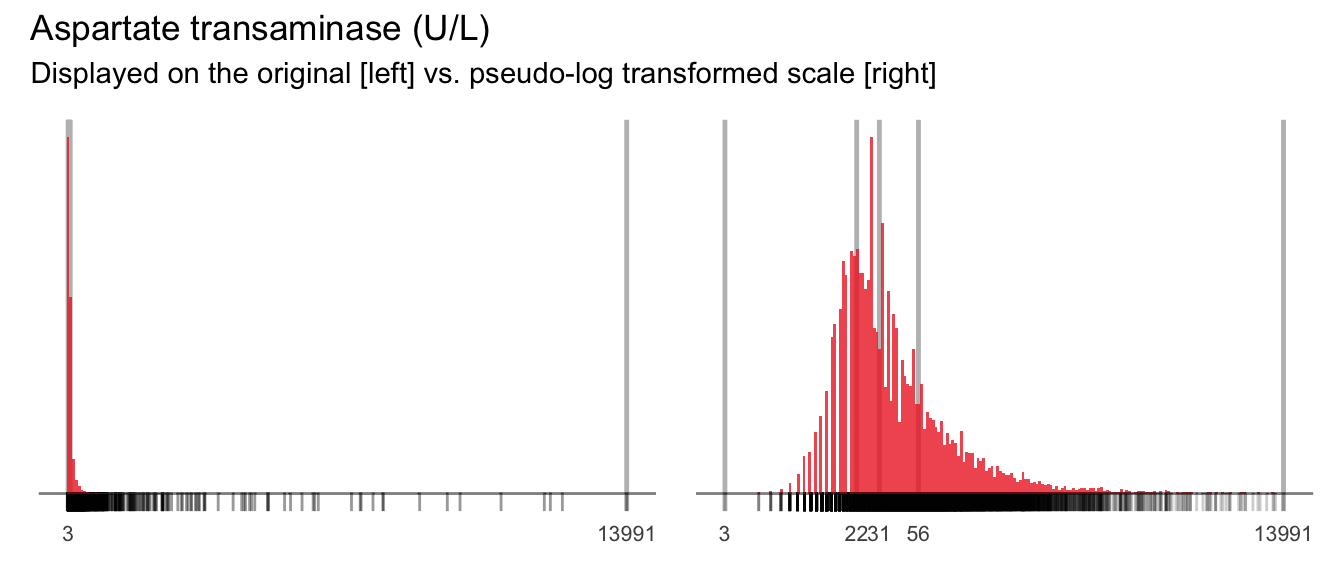 Aspartate transaminase (U/L)
Displayed on the original [left] vs. pseudo-log transformed scale [right]
3 13991 3 2231 56 13991